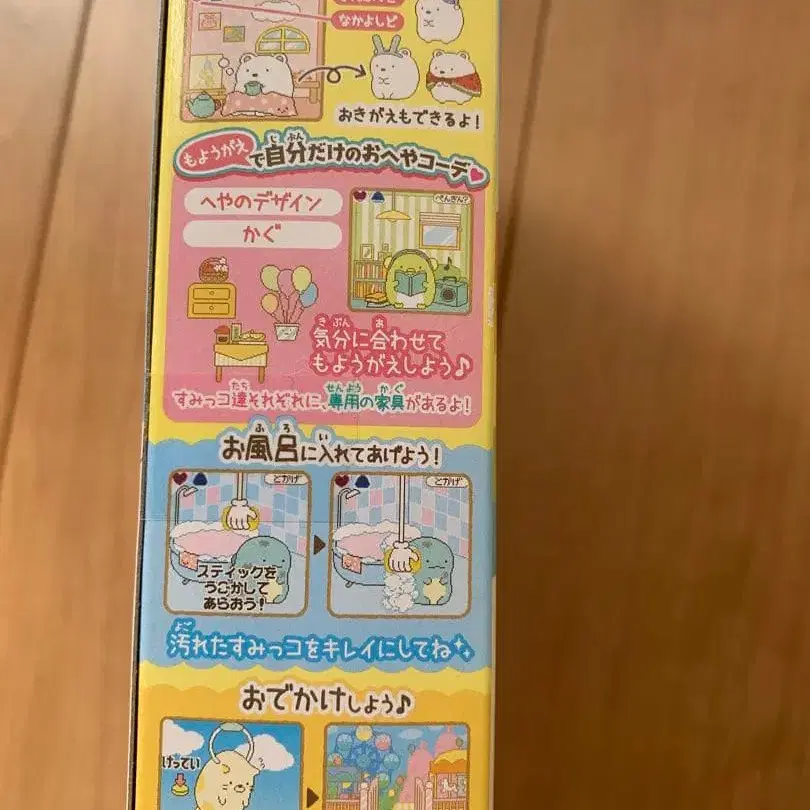 なかよしど
おきがえもできるよ!
もようがえで自分だけのおへやコーデ
へやのデザイン
かぐ
ぺんぎん?
気分に合わせて
もようがえしよう♪
すみっコ達それぞれに、専用の家具があるよ!
お風呂に入れてあげよう!
とかげ
とかげ
スティックを
うごかして
あらおう!
汚れたすみっコをキレイにしてね
おでかけしよう♪
けってい